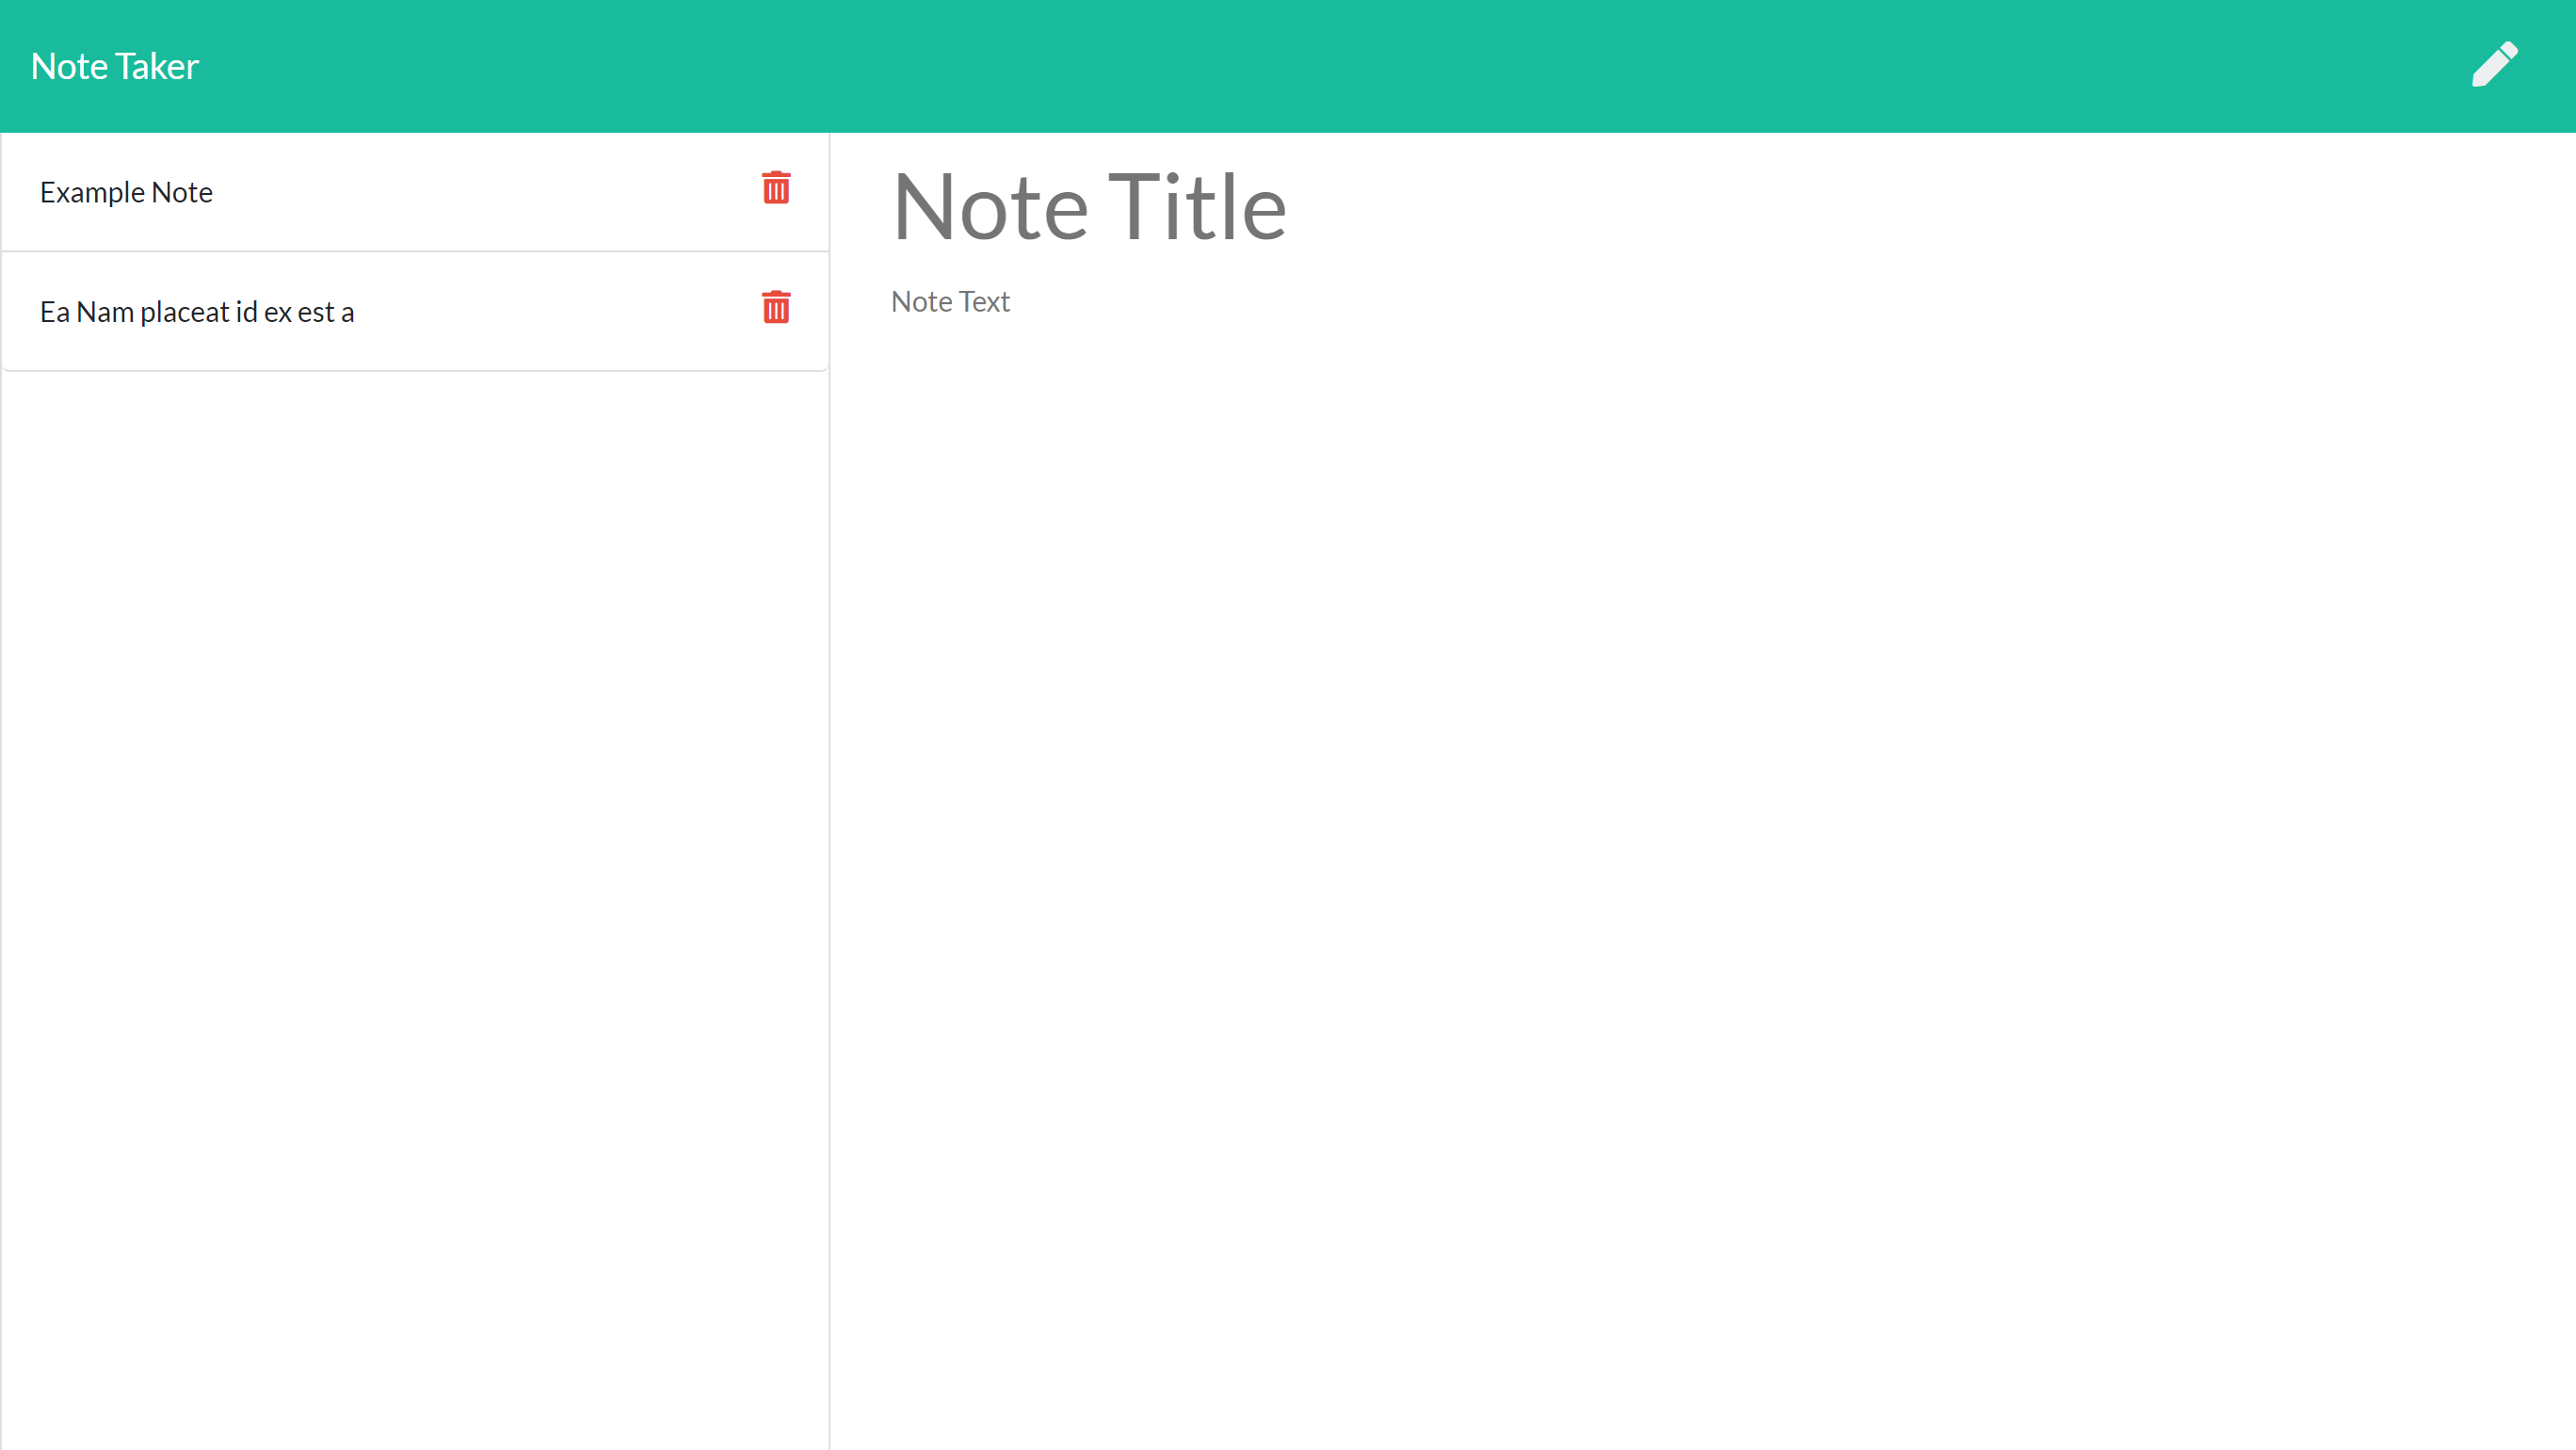 Note Taker
Example Note
Ea Nam placeat id ex est a
Note Title
Note Text